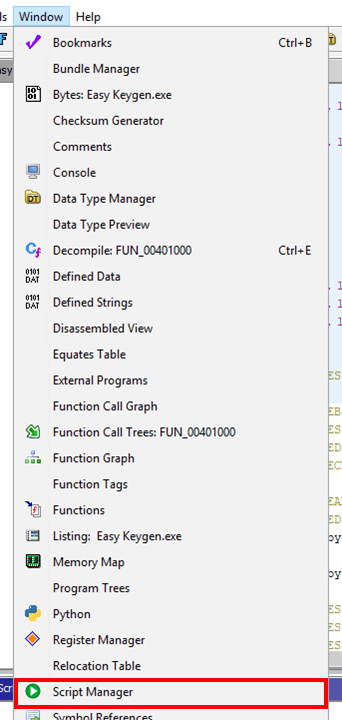 Window Help
Bookmarks Ctrl+B
Bundle Manager
Bytes: Easy Keygen.exe
Checksum Generator
Comments
Console
Data Type Manager
Data Type Preview
Decompile: FUN_00401000 Ctrl+E
Defined Data
Defined Strings
Disassembled View
Equates Table
External Programs
Function Call Graph
Function Call Trees: FUN_00401000
Function Graph
Function Tags
Functions
Listing: Easy Keygen.exe
Memory Map
Program Trees
Python
Register Manager
Relocation Table
Script Manager
Symbol References